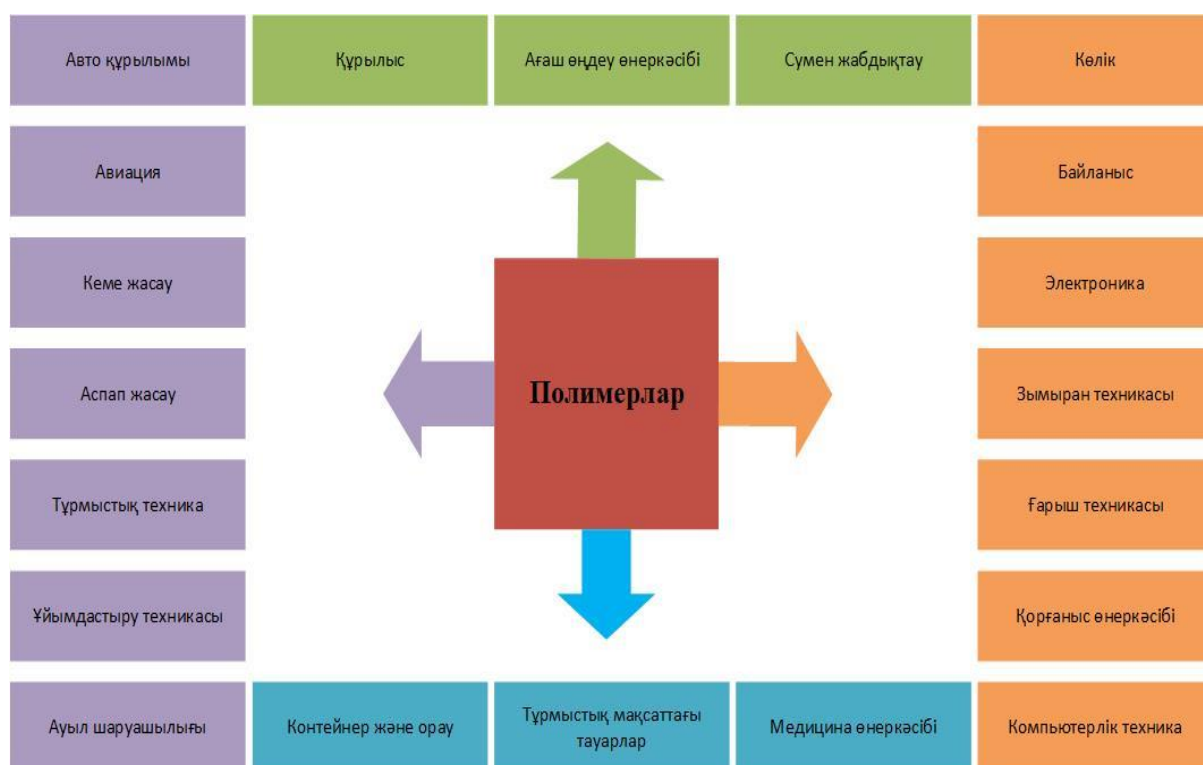 Авто құрылымы
Құрылыс
Ағаш өңдеу өнеркәсібі
Сумен жабдықтау
Көлік
Авиация
Байланыс
Кеме жасау
Электроника
Аспап жасау
Полимерлар
Зымыран техникасы
Тұрмыстық техника
Ғарыш техникасы
Ұйымдастыру техникасы
Қорғаныс өнеркәсібі
Ауыл шаруашылығы
Контейнер және орау
Тұрмыстық мақсаттағы
тауарлар
Медицина өнеркәсібі
Компьютерлік техника